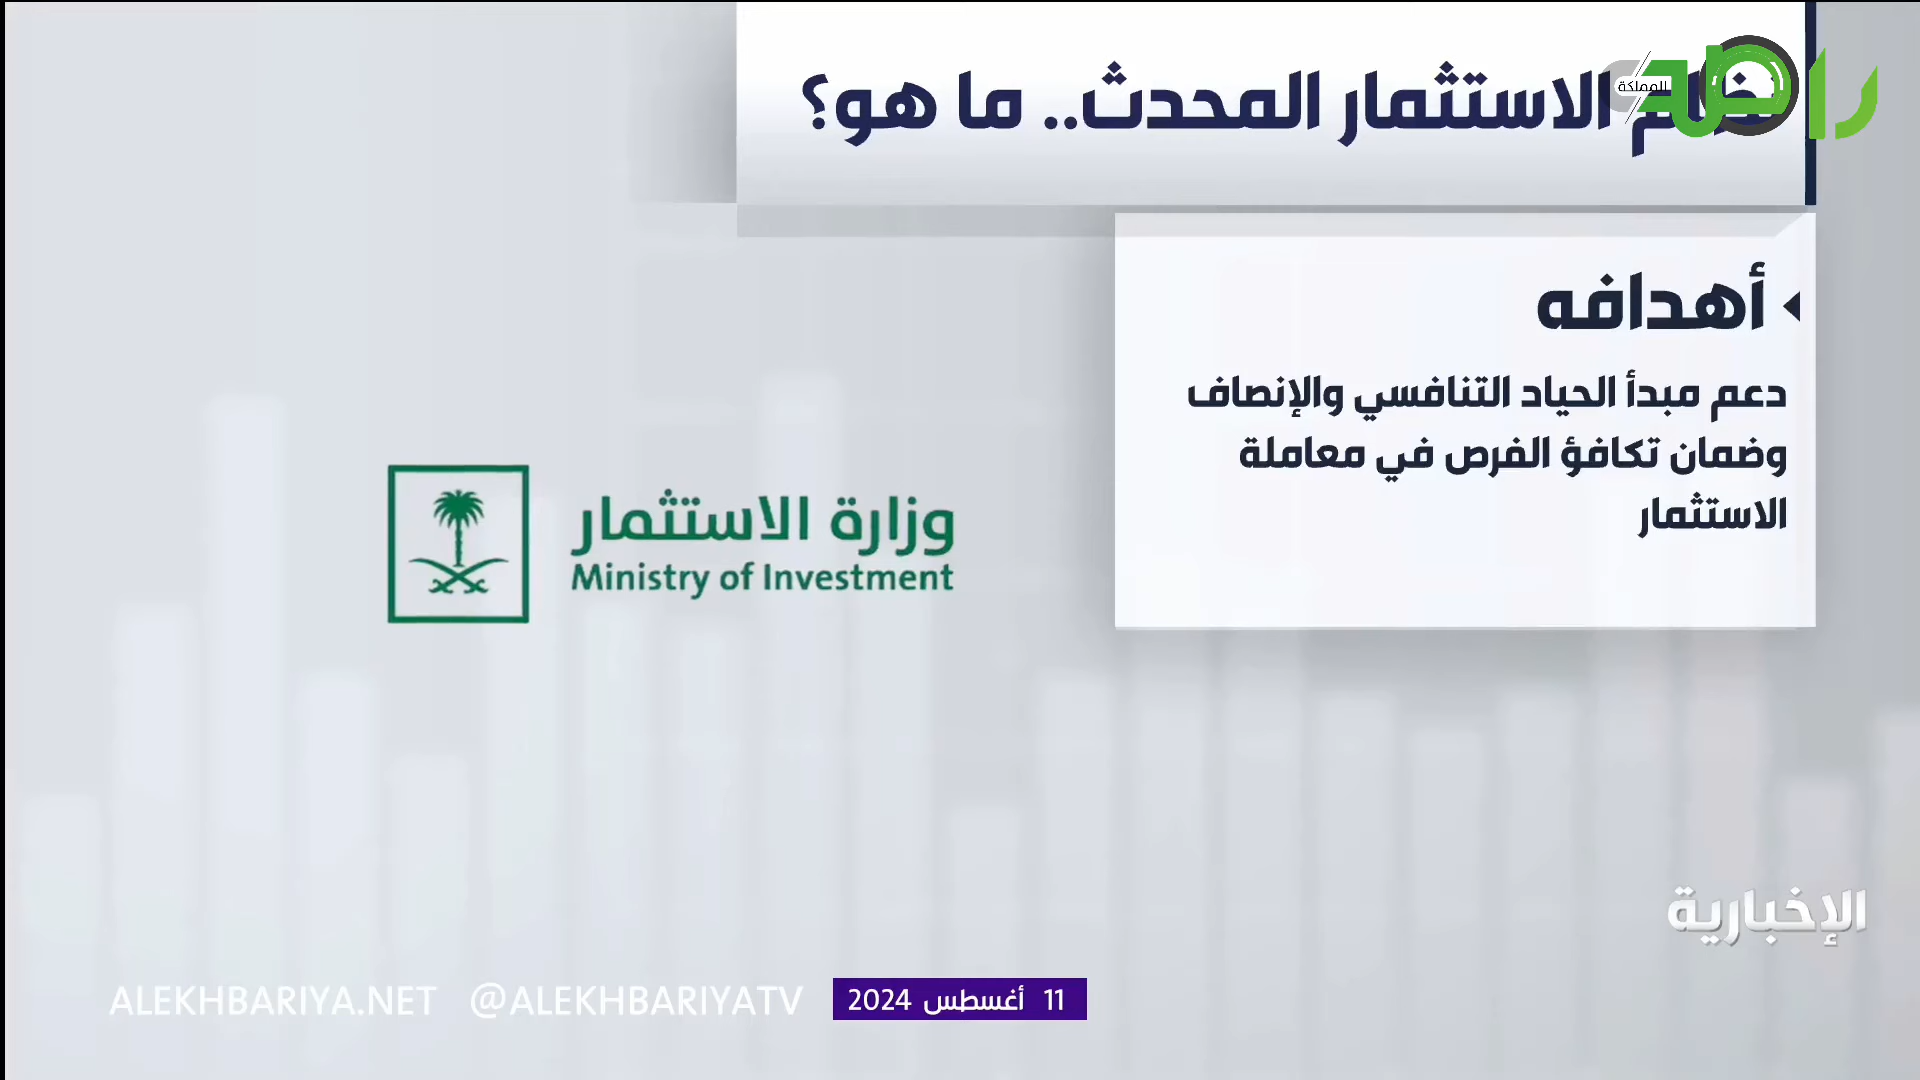 الاستثمار المحدث.. ما هو؟
المملكة
أهدافه
دعم مبدأ الحياد التنافسي والإنصاف
وضمان تكافؤ الفرص في معاملة
الاستثمار
وزارة الاستثمار
Ministry of Investment
الإخبارية
ALEKHBARIYA.NET @ALEKHBARIYATV 11 أغسطس 2024